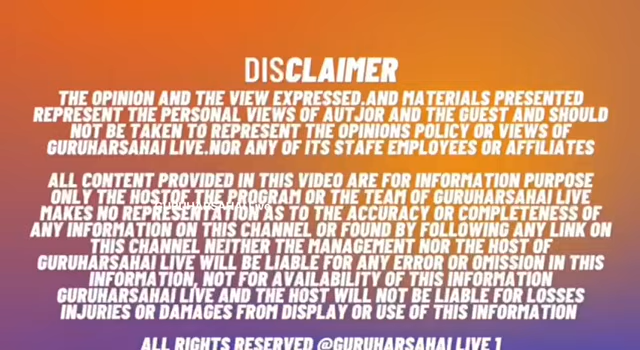 DISCLAIMER
THE OPINION AND THE VIEW EXPRESSED.AND MATERIALS PRESENTED
REPRESENT THE PERSONAL VIEWS OF AUTJOR AND THE GUEST AND SHOULD
NOT BE TAKEN TO REPRESENT THE OPINIONS POLICY OR VIEWS OF
GURUHARSAHAI LIVE.NOR ANY OF ITS STAFE EMPLOYEES OR AFFILIATES
ALL CONTENT PROVIDED IN THIS VIDEO ARE FOR INFORMATION PURPOSE
ONLY THE HOSTOF THE PROGRAM OR THE TEAM OF GURUHARSAHAI LIVE
GURUHARSAHAI LIVE
MAKES NO REPRESENTATION AS TO THE ACCURACY OR COMPLETENESS OF
ANY INFORMATION ON THIS CHANNEL OR FOUND BY FOLLOWING ANY LINK ON
THIS CHANNEL NEITHER THE MANAGEMENT NOR THE HOST OF
GURUHARSAHAI LIVE WILL BE LIABLE FOR ANY ERROR OR OMISSION IN THIS
INFORMATION, NOT FOR AVAILABILITY OF THIS INFORMATION
GURUHARSAHAI LIVE AND THE HOST WILL NOT BE LIABLE FOR LOSSES
INJURIES OR DAMAGES FROM DISPLAY OR USE OF THIS INFORMATION
ALL RIGHTS RESERVED @GURUHARSAHAI LIVE 1